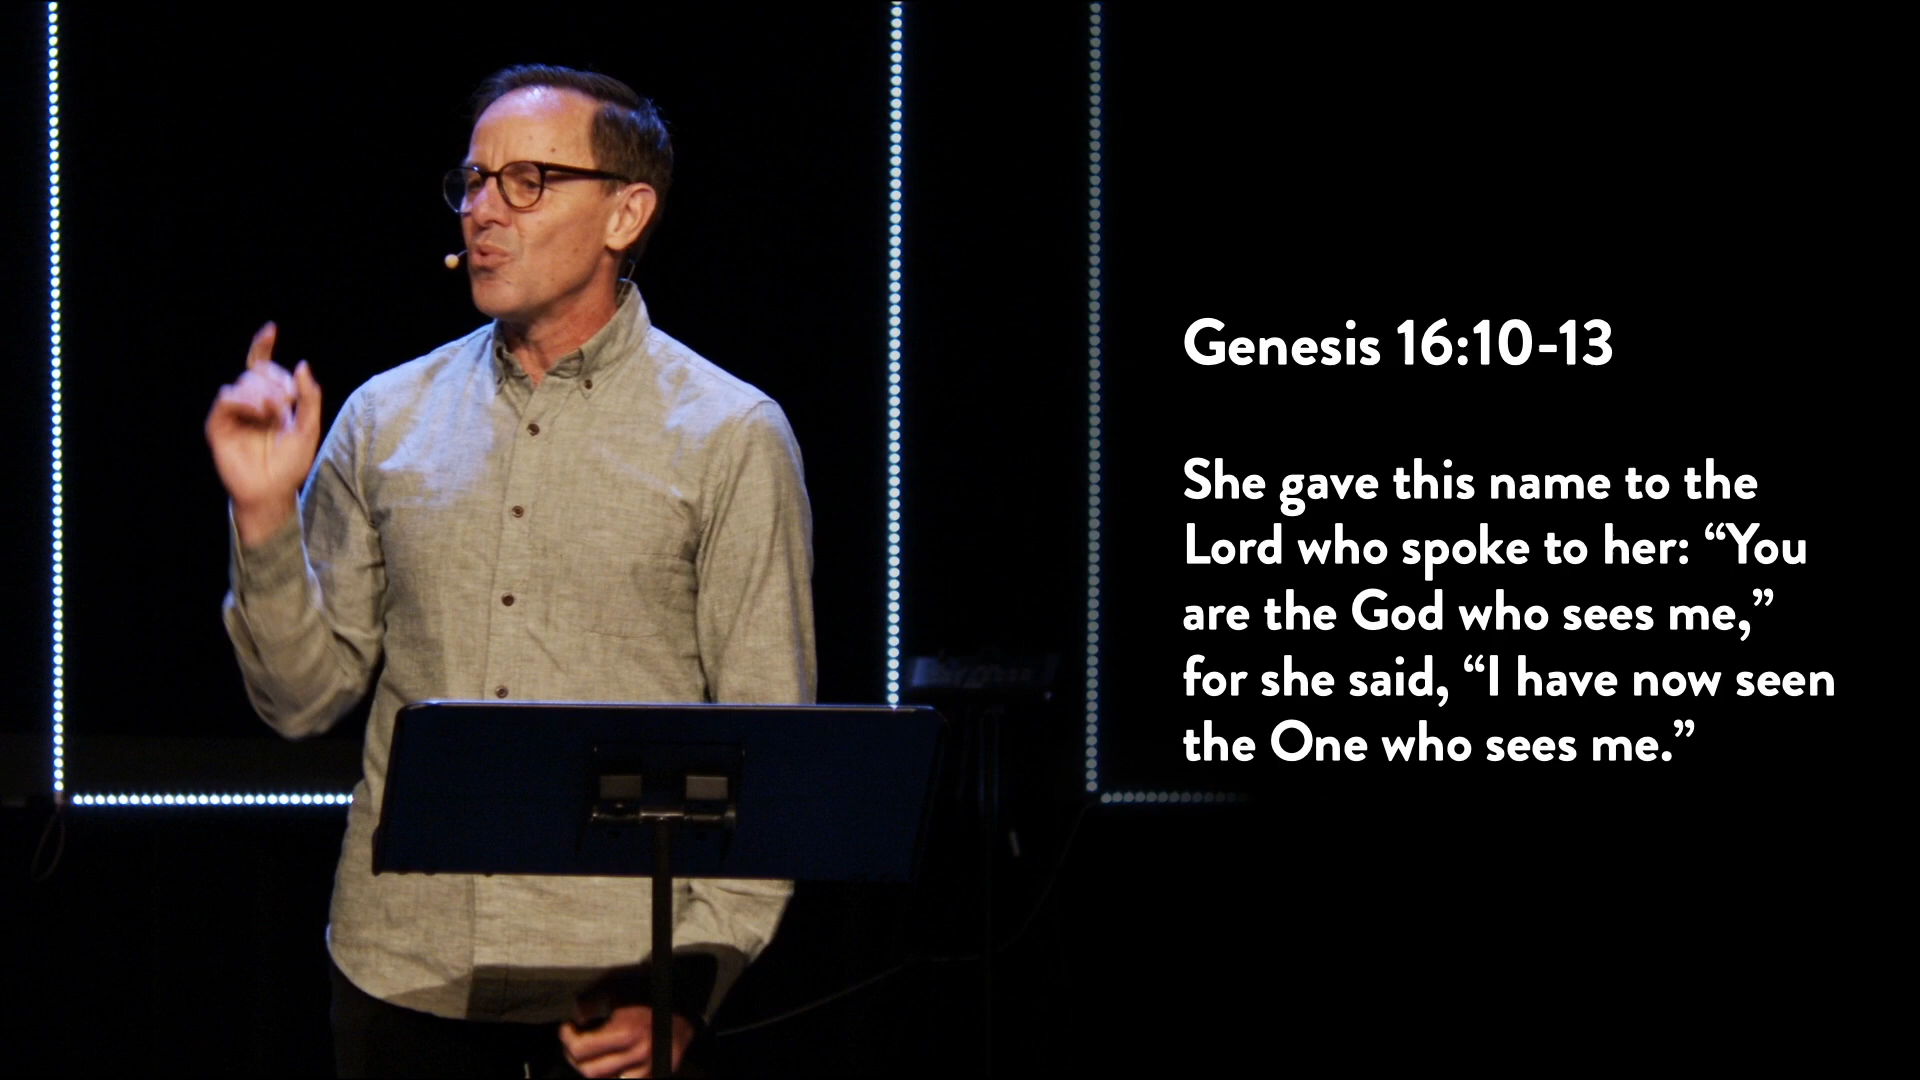 Genesis 16:10-13
She gave this name to the
Lord who spoke to her: “You
are the God who sees me,”
for she said, “I have now seen
the One who sees me.”